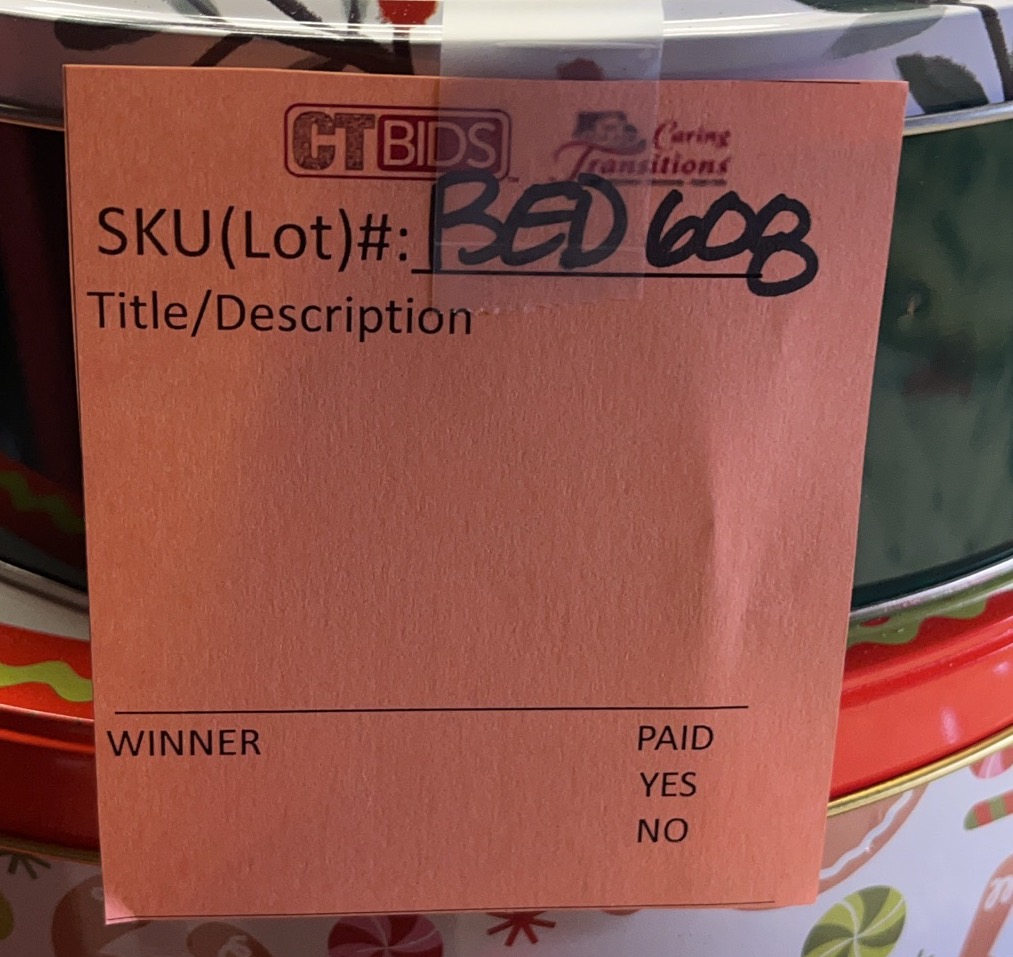 CTBIDS
Caring
Transitions
SKU(Lot)#: BED 608
Title/Description
WINNER
PAID
YES
NO